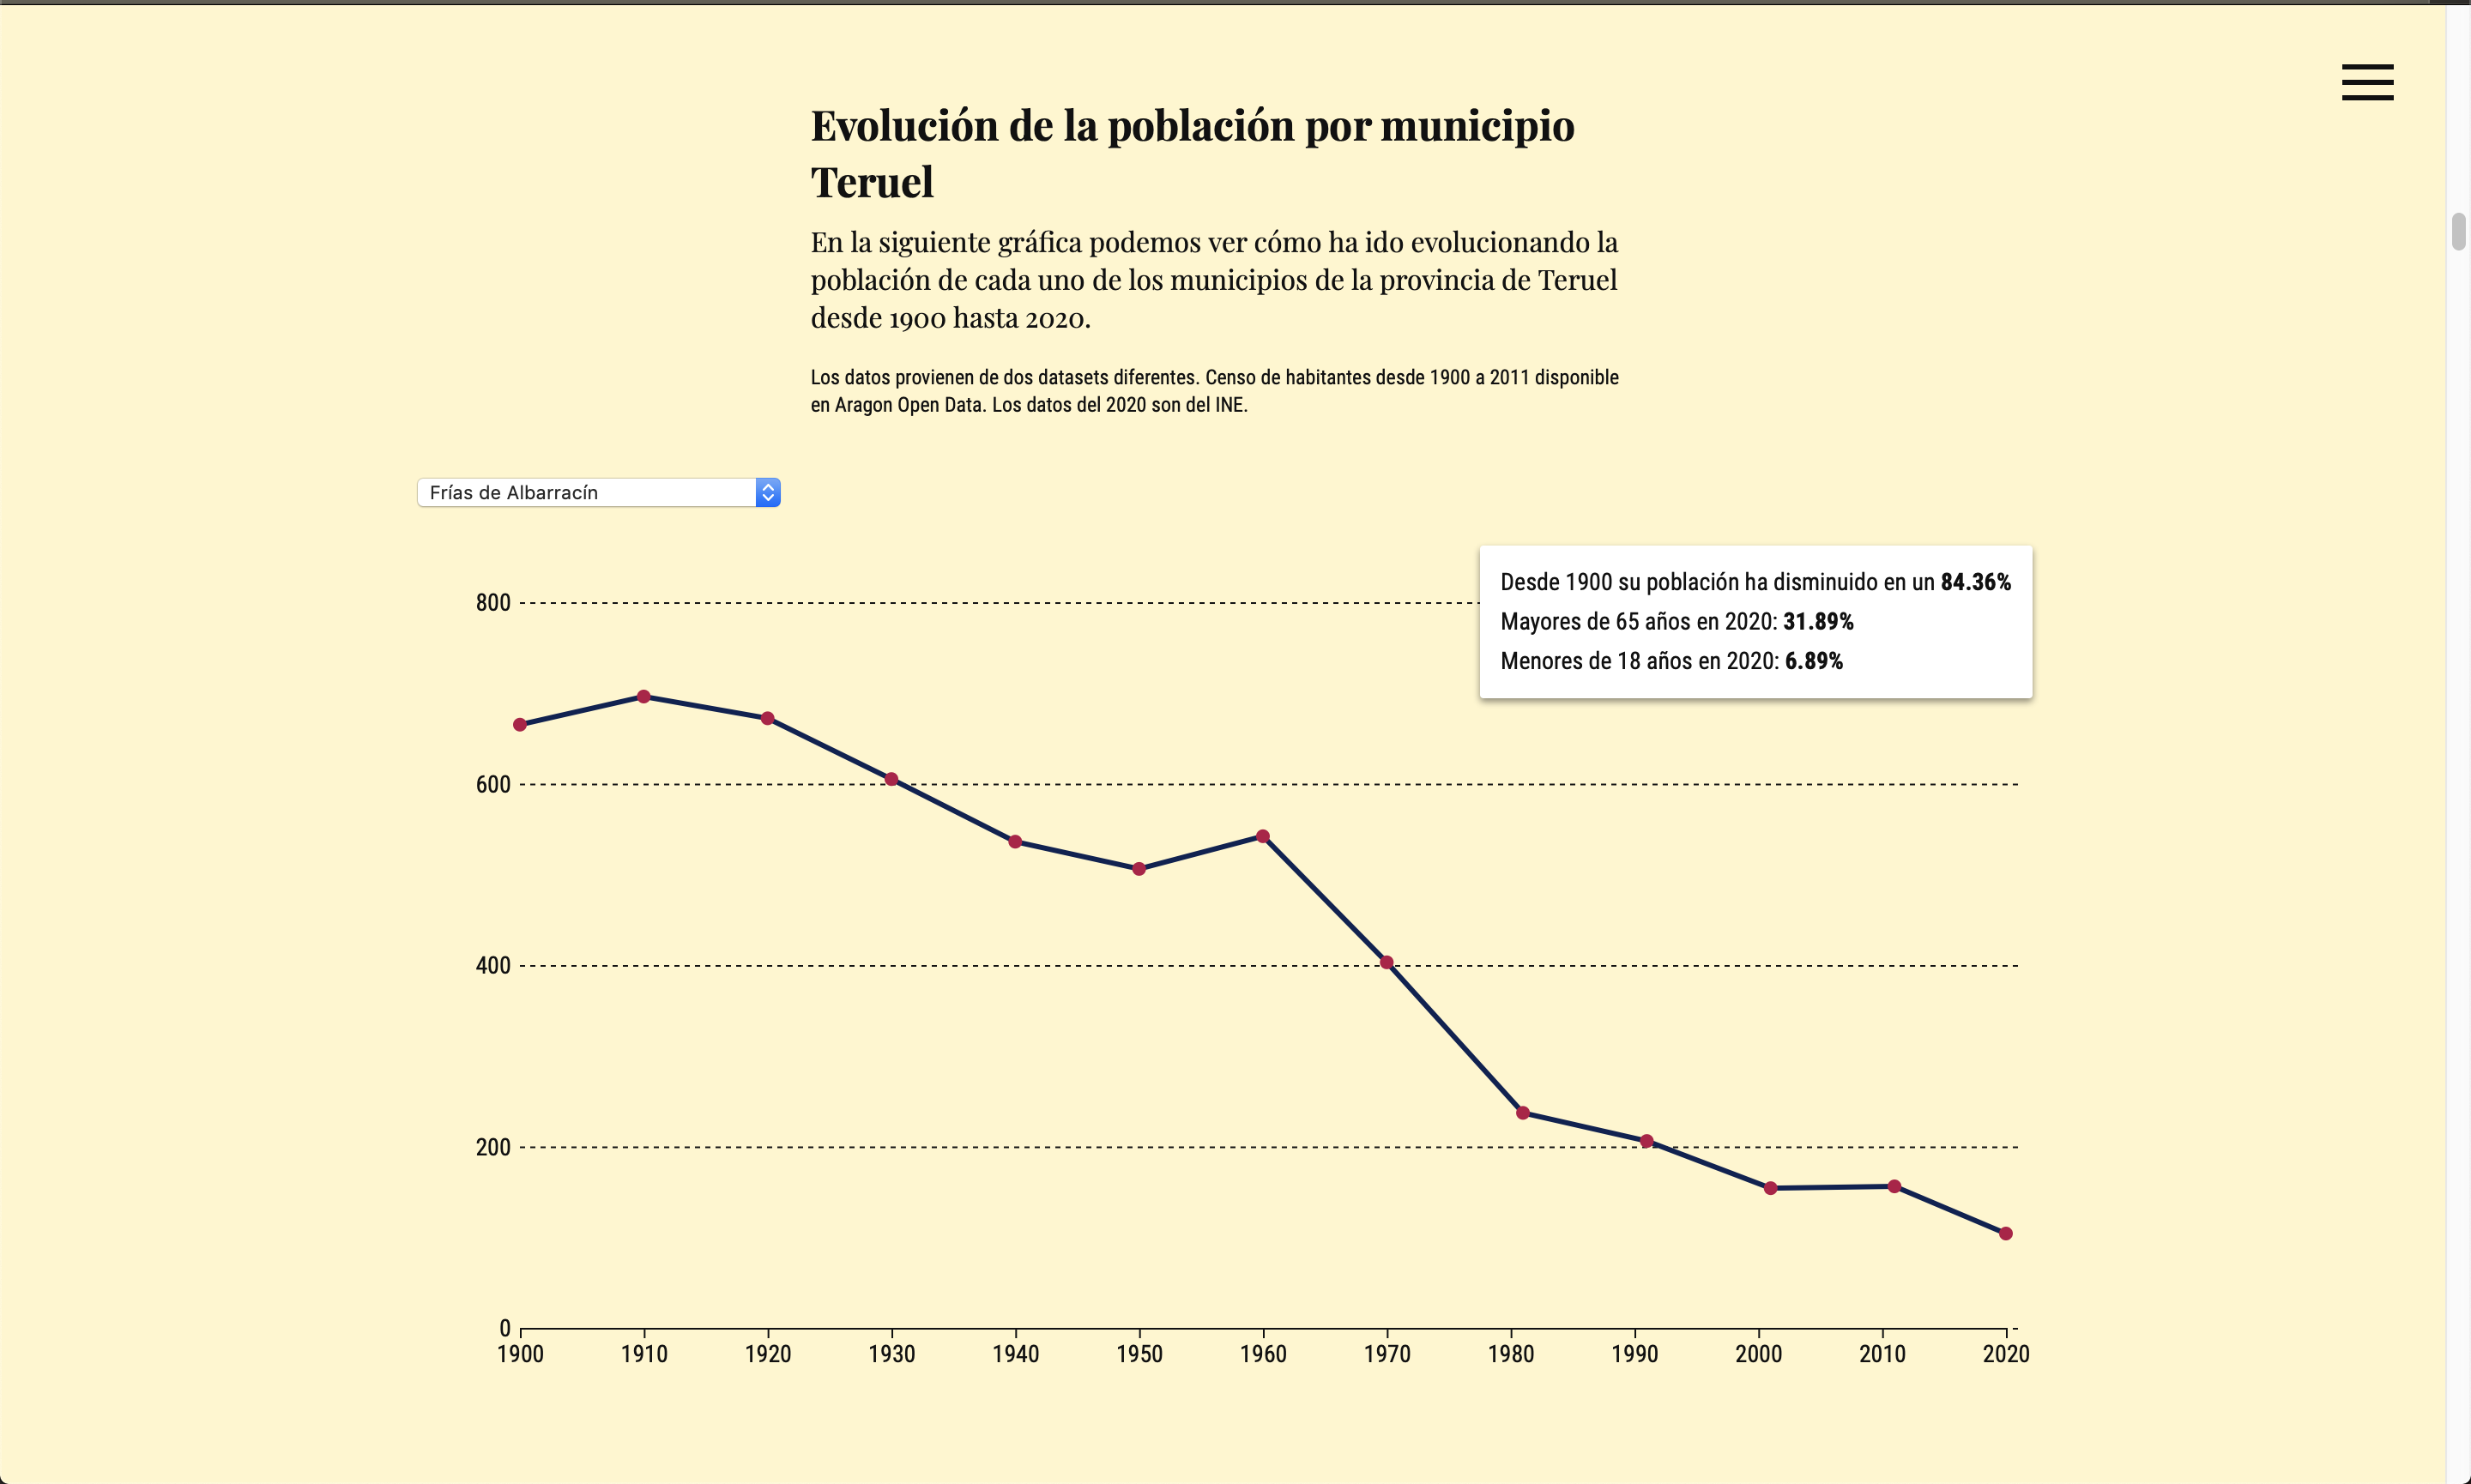 Evolución de la población por municipio
Teruel
En la siguiente gráfica podemos ver cómo ha ido evolucionando la
población de cada uno de los municipios de la provincia de Teruel
desde 1900 hasta 2020.
Los datos provienen de dos datasets diferentes. Censo de habitantes desde 1900 a 2011 disponible
en Aragon Open Data. Los datos del 2020 son del INE.
Frías de Albarracín
Desde 1900 su población ha disminuido en un 84.36%
Mayores de 65 años en 2020: 31.89%
Menores de 18 años en 2020: 6.89%
800
600
400
200
0
1900 1910 1920 1930 1940 1950 1960 1970 1980 1990 2000 2010 2020